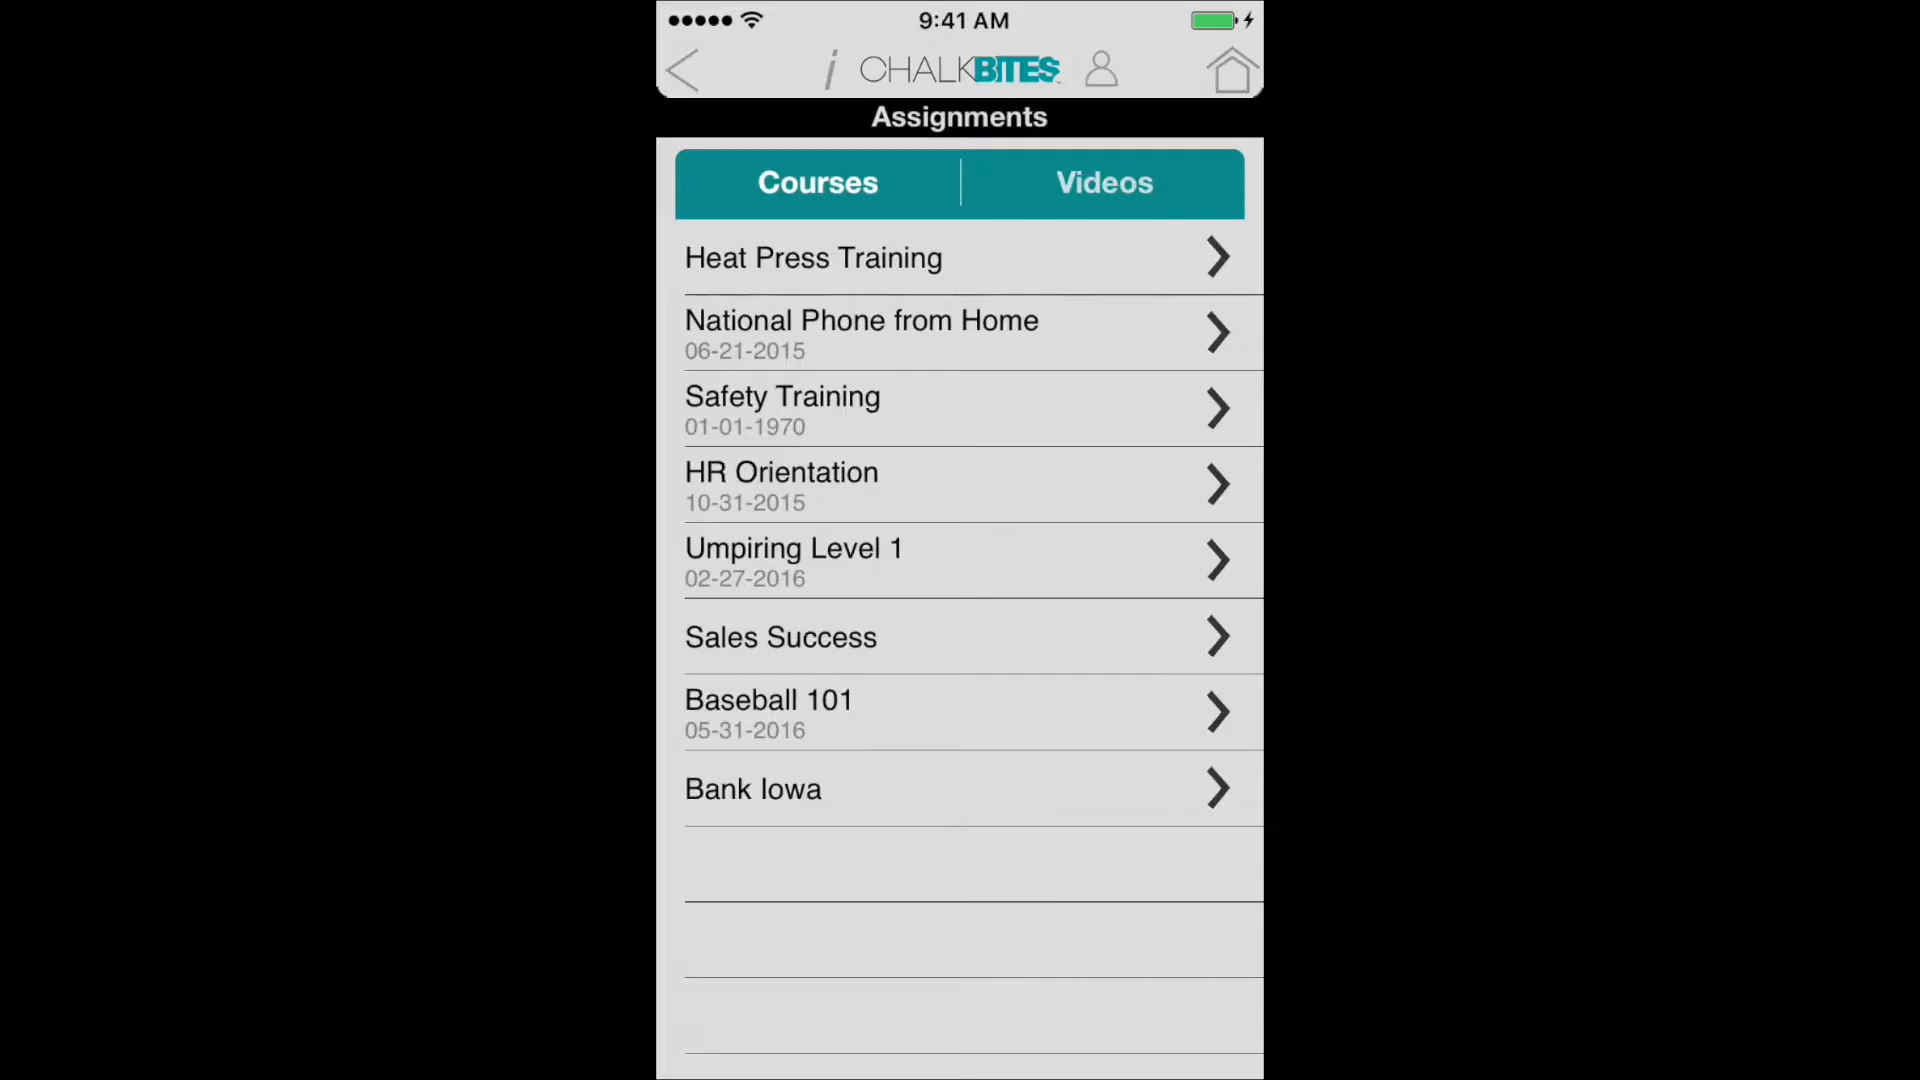 9:41 AM
i CHALKBITES
Assignments
Courses Videos
Heat Press Training
National Phone from Home
06-21-2015
Safety Training
01-01-1970
HR Orientation
10-31-2015
Umpiring Level 1
02-27-2016
Sales Success
Baseball 101
05-31-2016
Bank Iowa